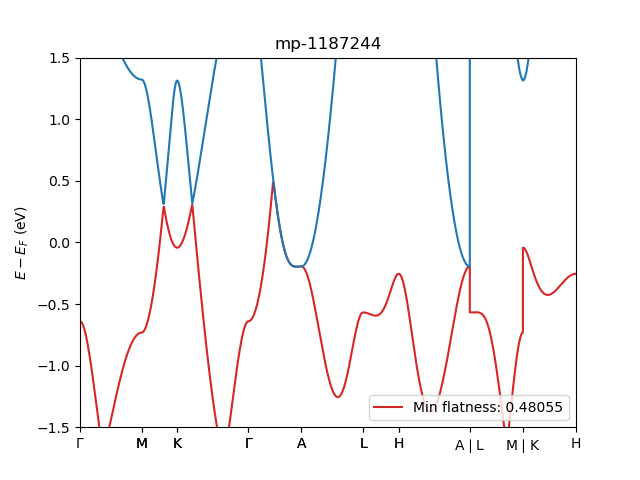 mp-1187244
E − E_F (eV)
1.5
1.0
0.5
0.0
−0.5
−1.0
−1.5
Min flatness: 0.48055
Γ M K Γ A L H A | L M | K H